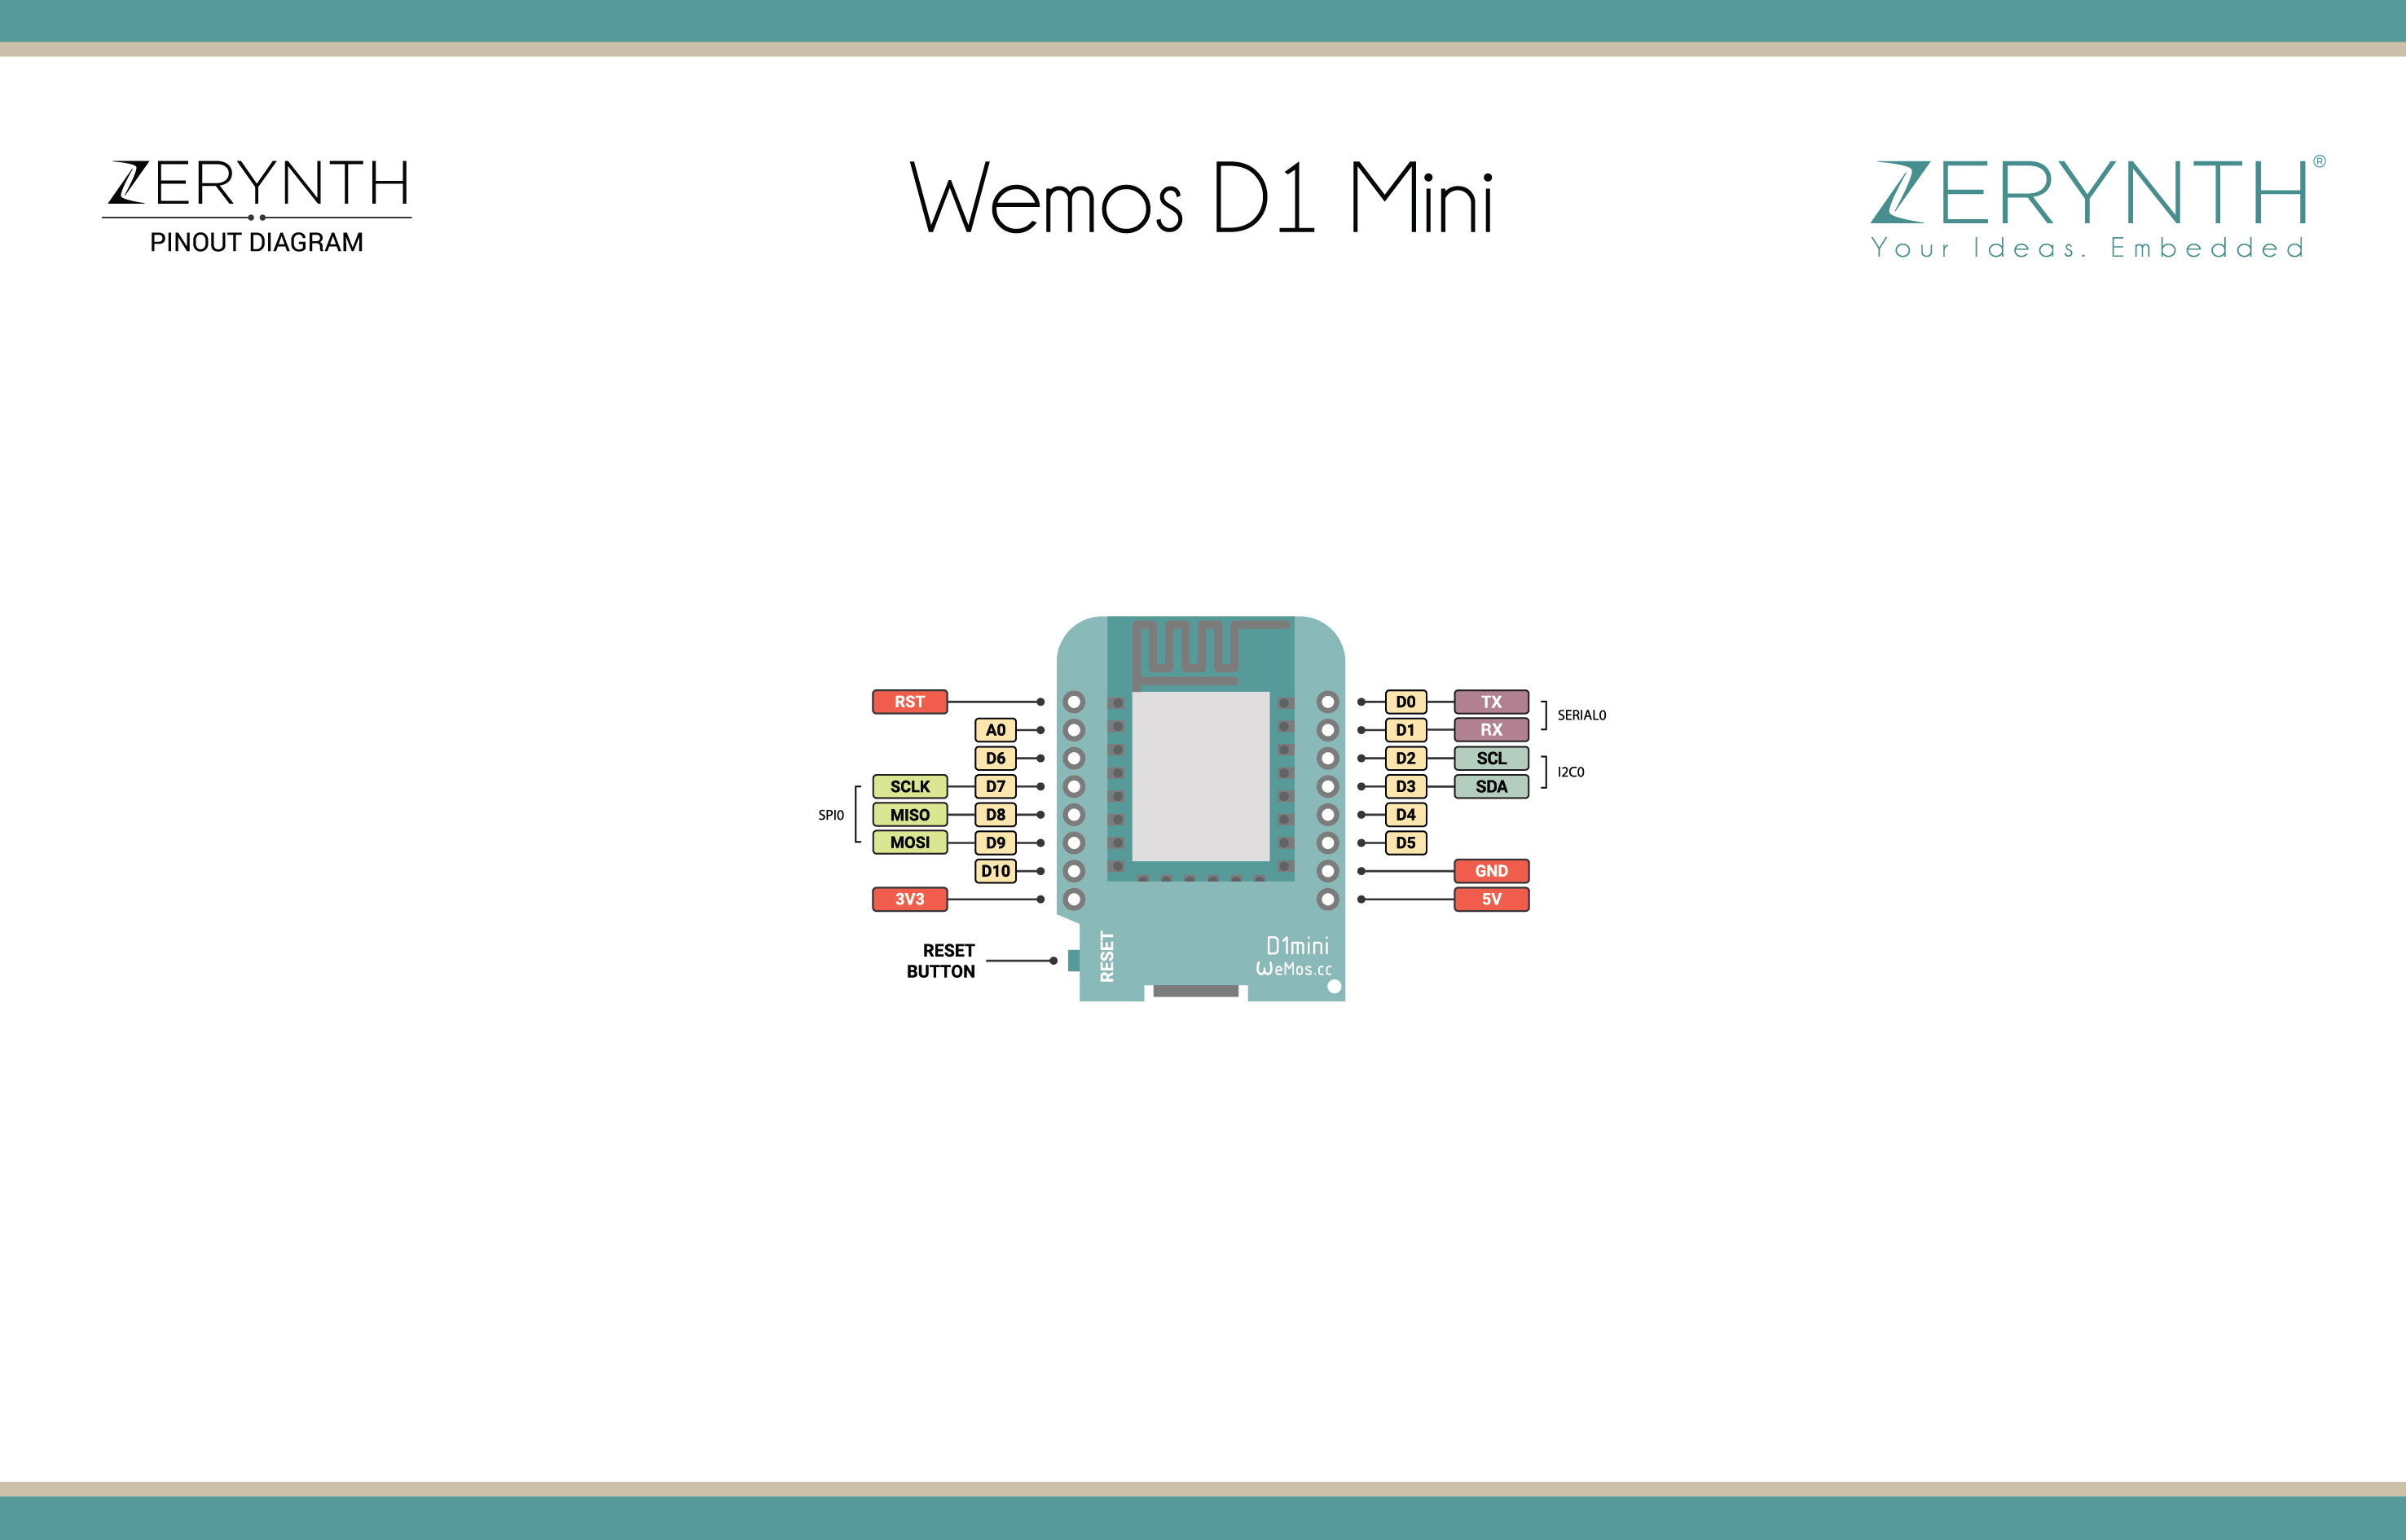 ZERYNTH
PINOUT DIAGRAM
Wemos D1 Mini
ZERYNTH®
Your Ideas. Embedded
RST
A0
D6
SCLK D7
MISO D8
MOSI D9
SPI0
D10
3V3
RESET
BUTTON
D0 TX
D1 RX
SERIAL0
D2 SCL
D3 SDA
I2C0
D4
D5
GND
5V
RESET
D1mini
WeMos.cc